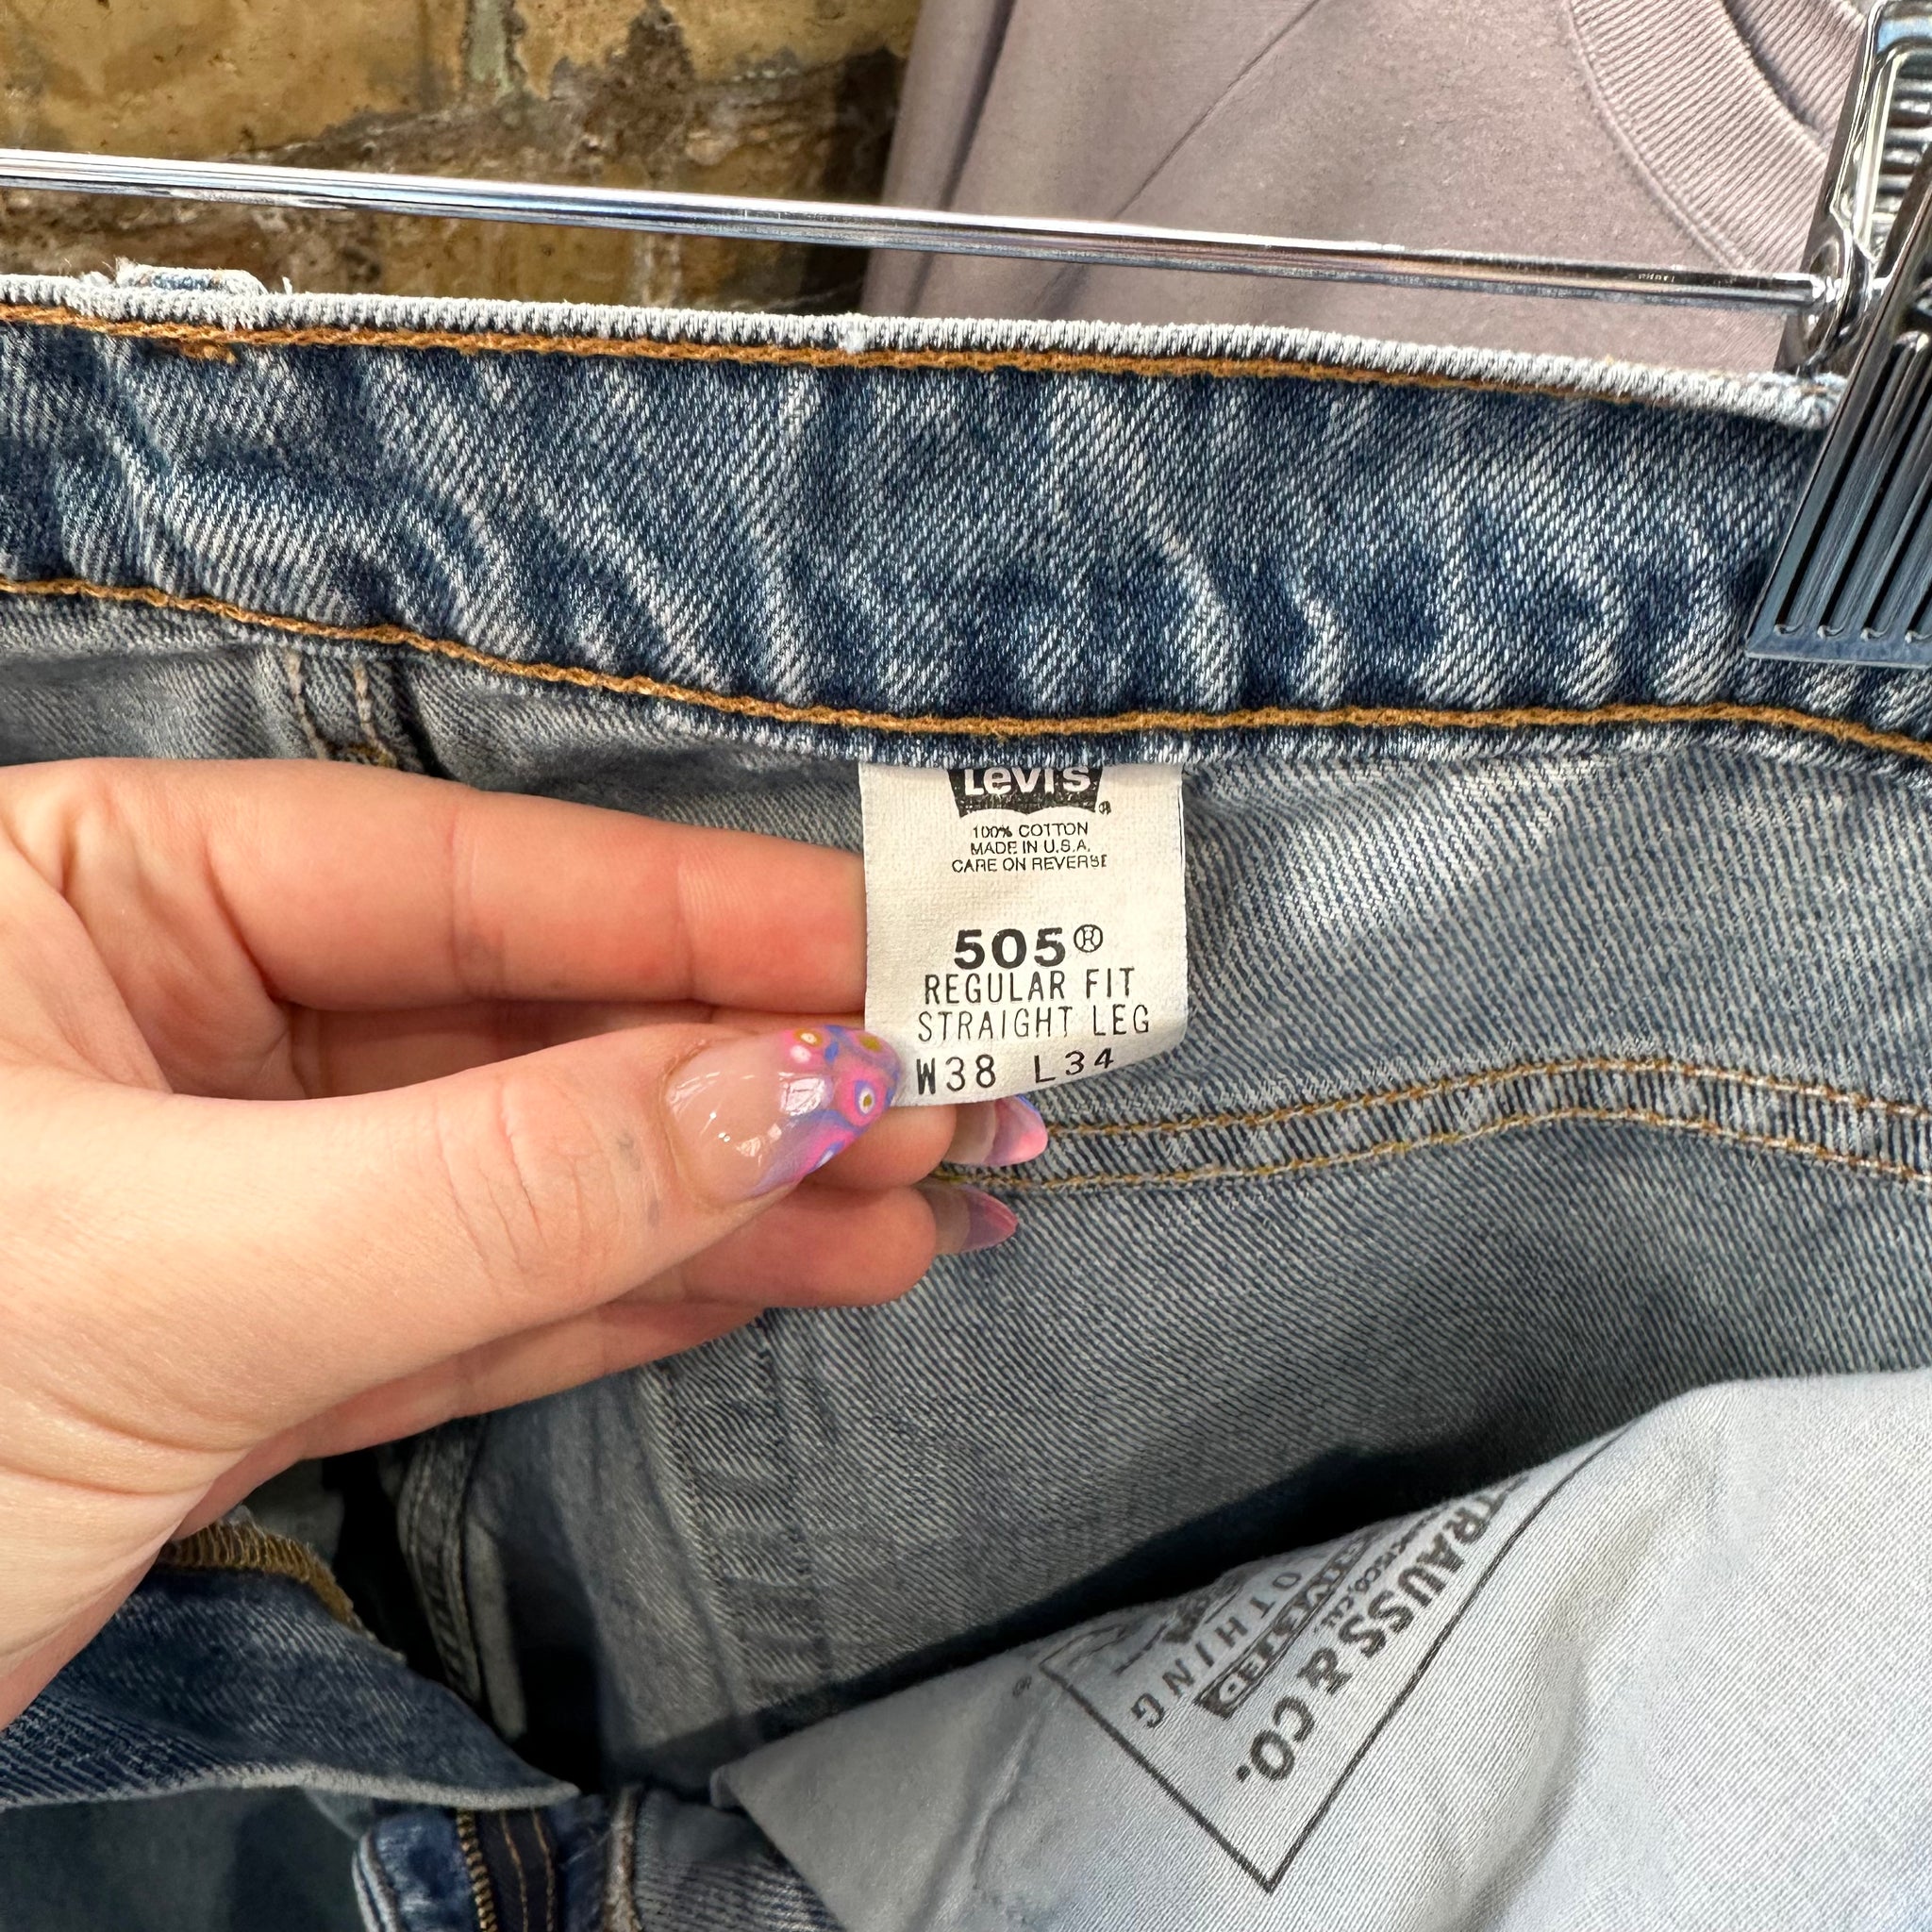 Levi's
100% COTTON
MADE IN U.S.A.
CARE ON REVERSE
505®
REGULAR FIT
STRAIGHT LEG
W38 L34
STRAUSS & CO.